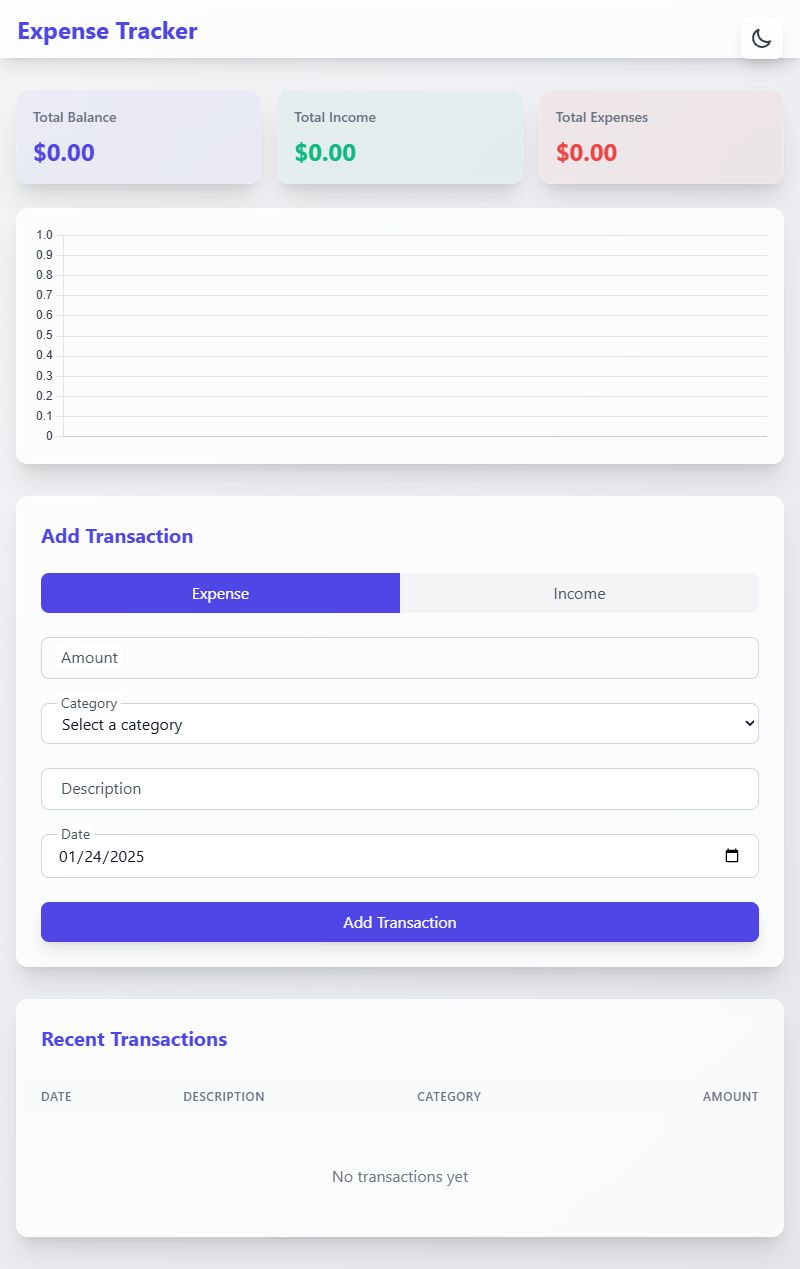 Expense Tracker
Total Balance
$0.00
Total Income
$0.00
Total Expenses
$0.00
1.0
0.9
0.8
0.7
0.6
0.5
0.4
0.3
0.2
0.1
0
Add Transaction
Expense Income
Amount
Category
Select a category
Description
Date
01/24/2025
Add Transaction
Recent Transactions
DATE DESCRIPTION CATEGORY AMOUNT
No transactions yet